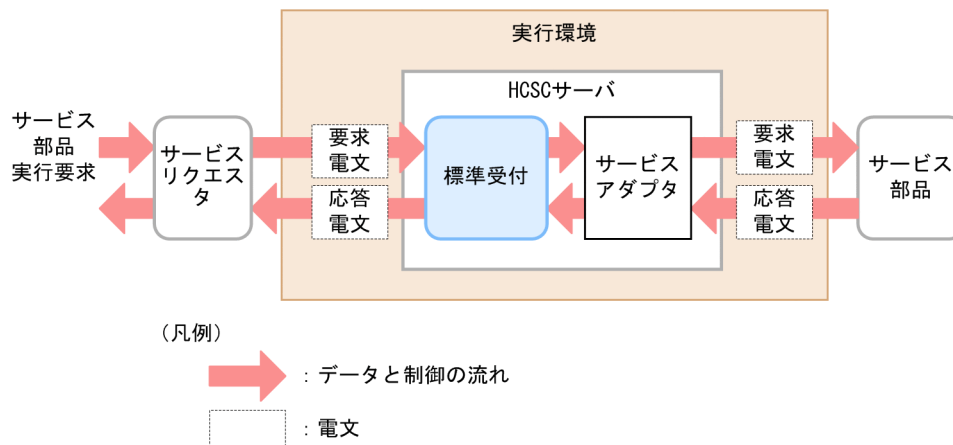 実行環境
HCSCサーバ
サービス
部品
実行要求
サービス
リクエス
タ
要求
電文
応答
電文
標準受付
サービス
アダプタ
要求
電文
応答
電文
サービス
部品
（凡例）
：データと制御の流れ
：電文